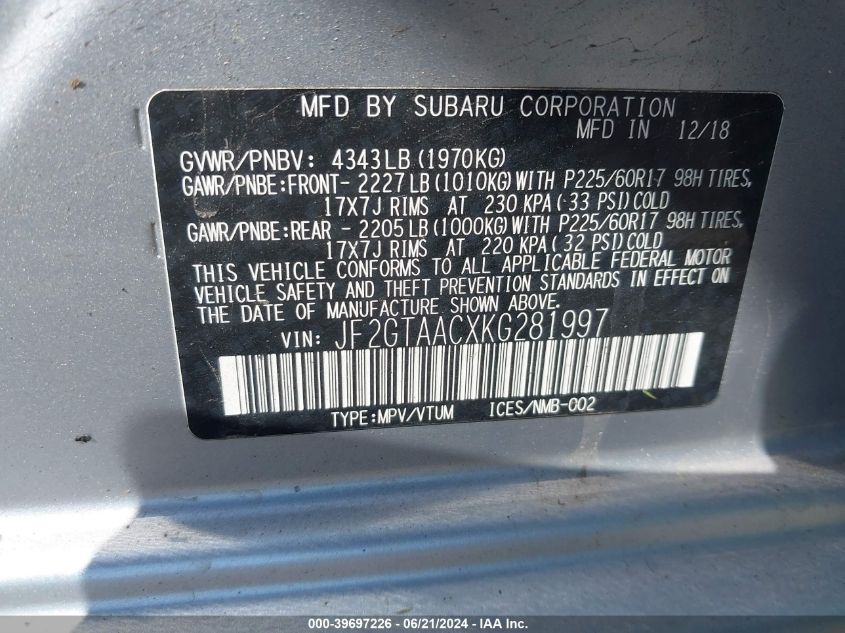 MFD BY SUBARU CORPORATION
MFD IN 12/18
GVWR/PNBV: 4343LB (1970KG)
GAWR/PNBE:FRONT- 2227LB (1010KG) WITH P225/60R17 98H TIRES,
17X7J RIMS AT 230 KPA (33 PSI) COLD
GAWR/PNBE:REAR - 2205LB (1000KG) WITH P225/60R17 98H TIRES,
17X7J RIMS AT 220 KPA (32 PSI) COLD
THIS VEHICLE CONFORMS TO ALL APPLICABLE FEDERAL MOTOR
VEHICLE SAFETY AND THEFT PREVENTION STANDARDS IN EFFECT ON
THE DATE OF MANUFACTURE SHOWN ABOVE.
VIN: JF2GTAACXKG281997
TYPE:MPV/VTUM ICES/NMB-002
000-39697226 - 06/21/2024 - IAA, Inc.